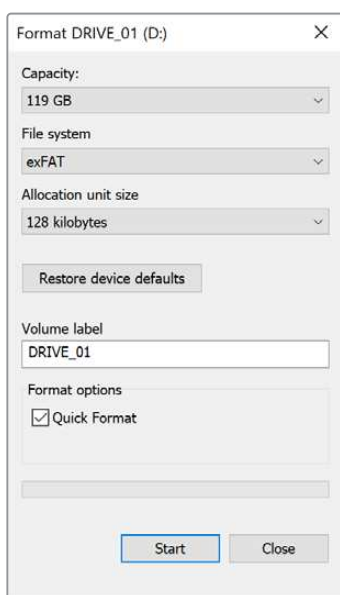 Format DRIVE_01 (D:)
Capacity:
119 GB
File system
exFAT
Allocation unit size
128 kilobytes
Restore device defaults
Volume label
DRIVE_01
Format options
Quick Format
Start
Close